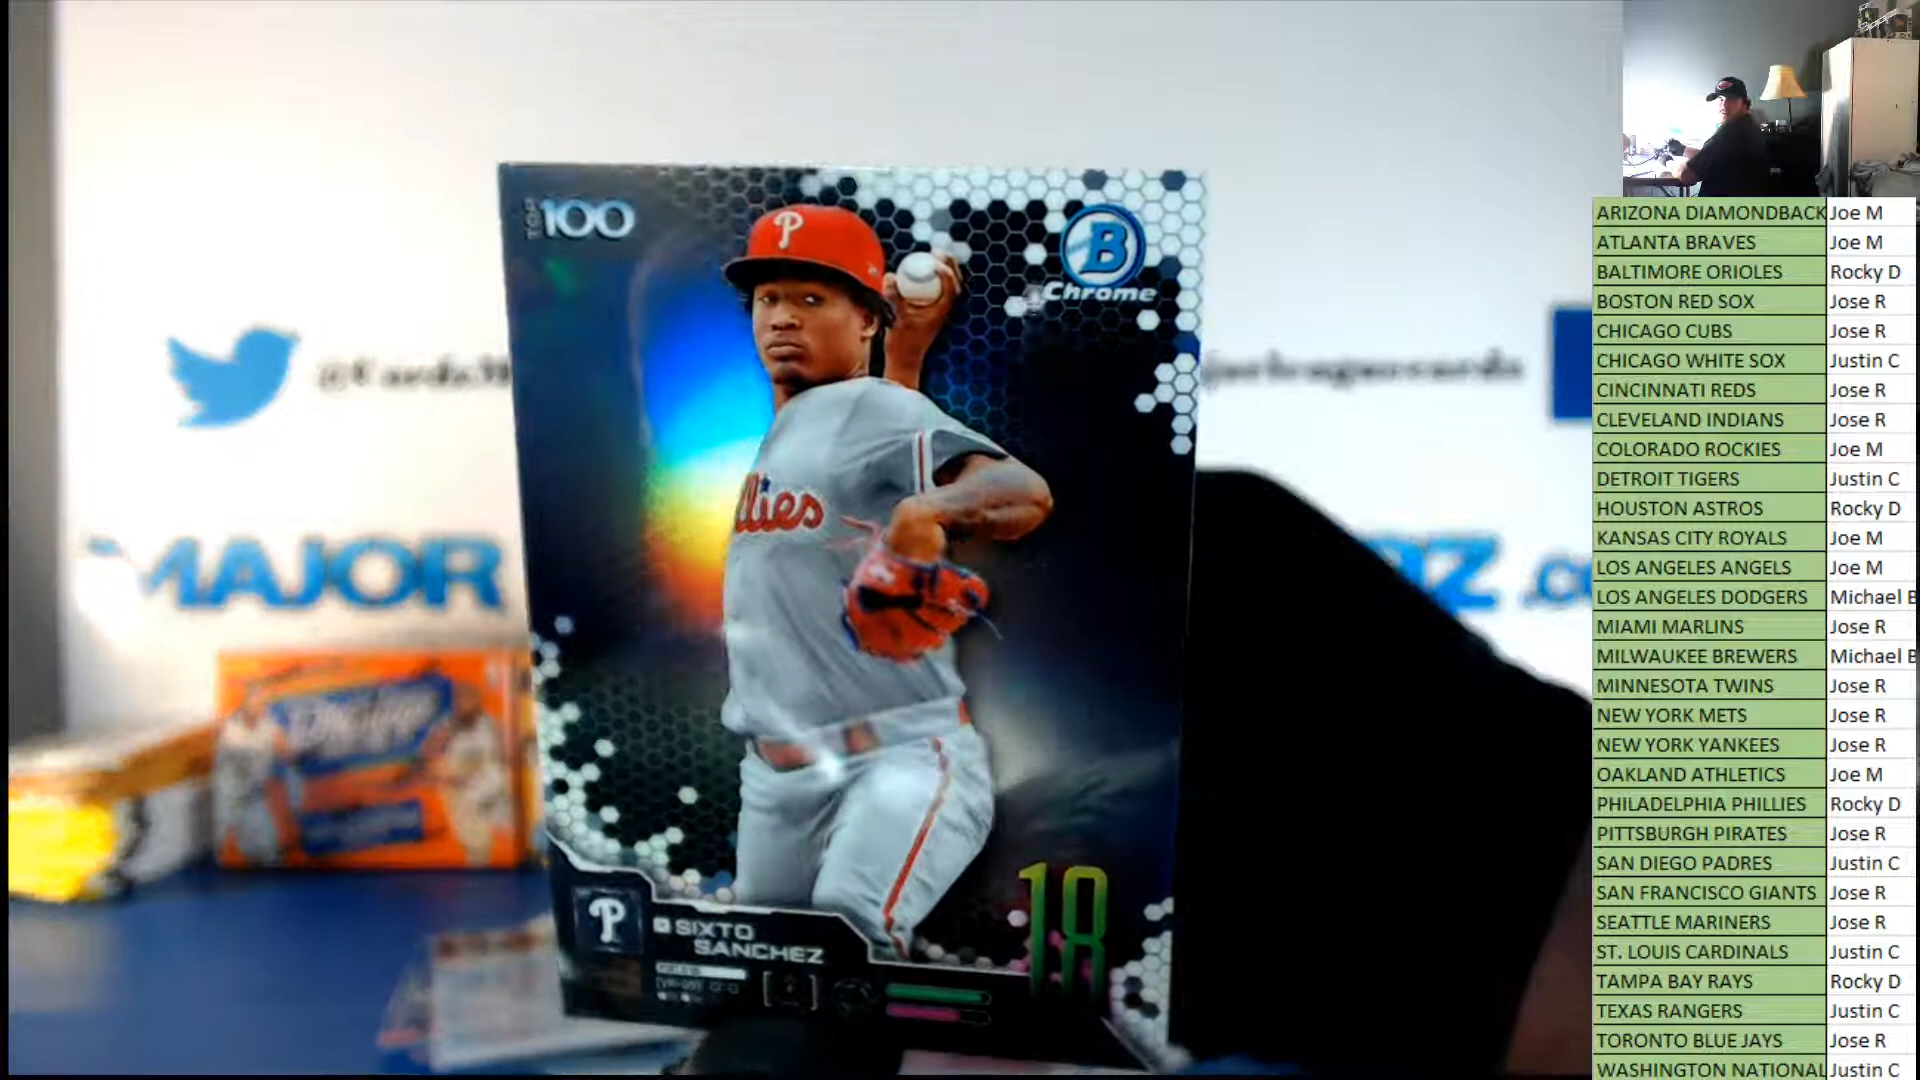 TOP 100
B
Chrome
P
llies
MAJOR
P
SIXTO
SANCHEZ
18
ARIZONA DIAMONDBACK Joe M
ATLANTA BRAVES Joe M
BALTIMORE ORIOLES Rocky D
BOSTON RED SOX Jose R
CHICAGO CUBS Jose R
CHICAGO WHITE SOX Justin C
CINCINNATI REDS Jose R
CLEVELAND INDIANS Jose R
COLORADO ROCKIES Joe M
DETROIT TIGERS Justin C
HOUSTON ASTROS Rocky D
KANSAS CITY ROYALS Joe M
LOS ANGELES ANGELS Joe M
LOS ANGELES DODGERS Michael B
MIAMI MARLINS Jose R
MILWAUKEE BREWERS Michael B
MINNESOTA TWINS Jose R
NEW YORK METS Jose R
NEW YORK YANKEES Jose R
OAKLAND ATHLETICS Joe M
PHILADELPHIA PHILLIES Rocky D
PITTSBURGH PIRATES Jose R
SAN DIEGO PADRES Justin C
SAN FRANCISCO GIANTS Jose R
SEATTLE MARINERS Jose R
ST. LOUIS CARDINALS Justin C
TAMPA BAY RAYS Rocky D
TEXAS RANGERS Justin C
TORONTO BLUE JAYS Jose R
WASHINGTON NATIONAL Justin C